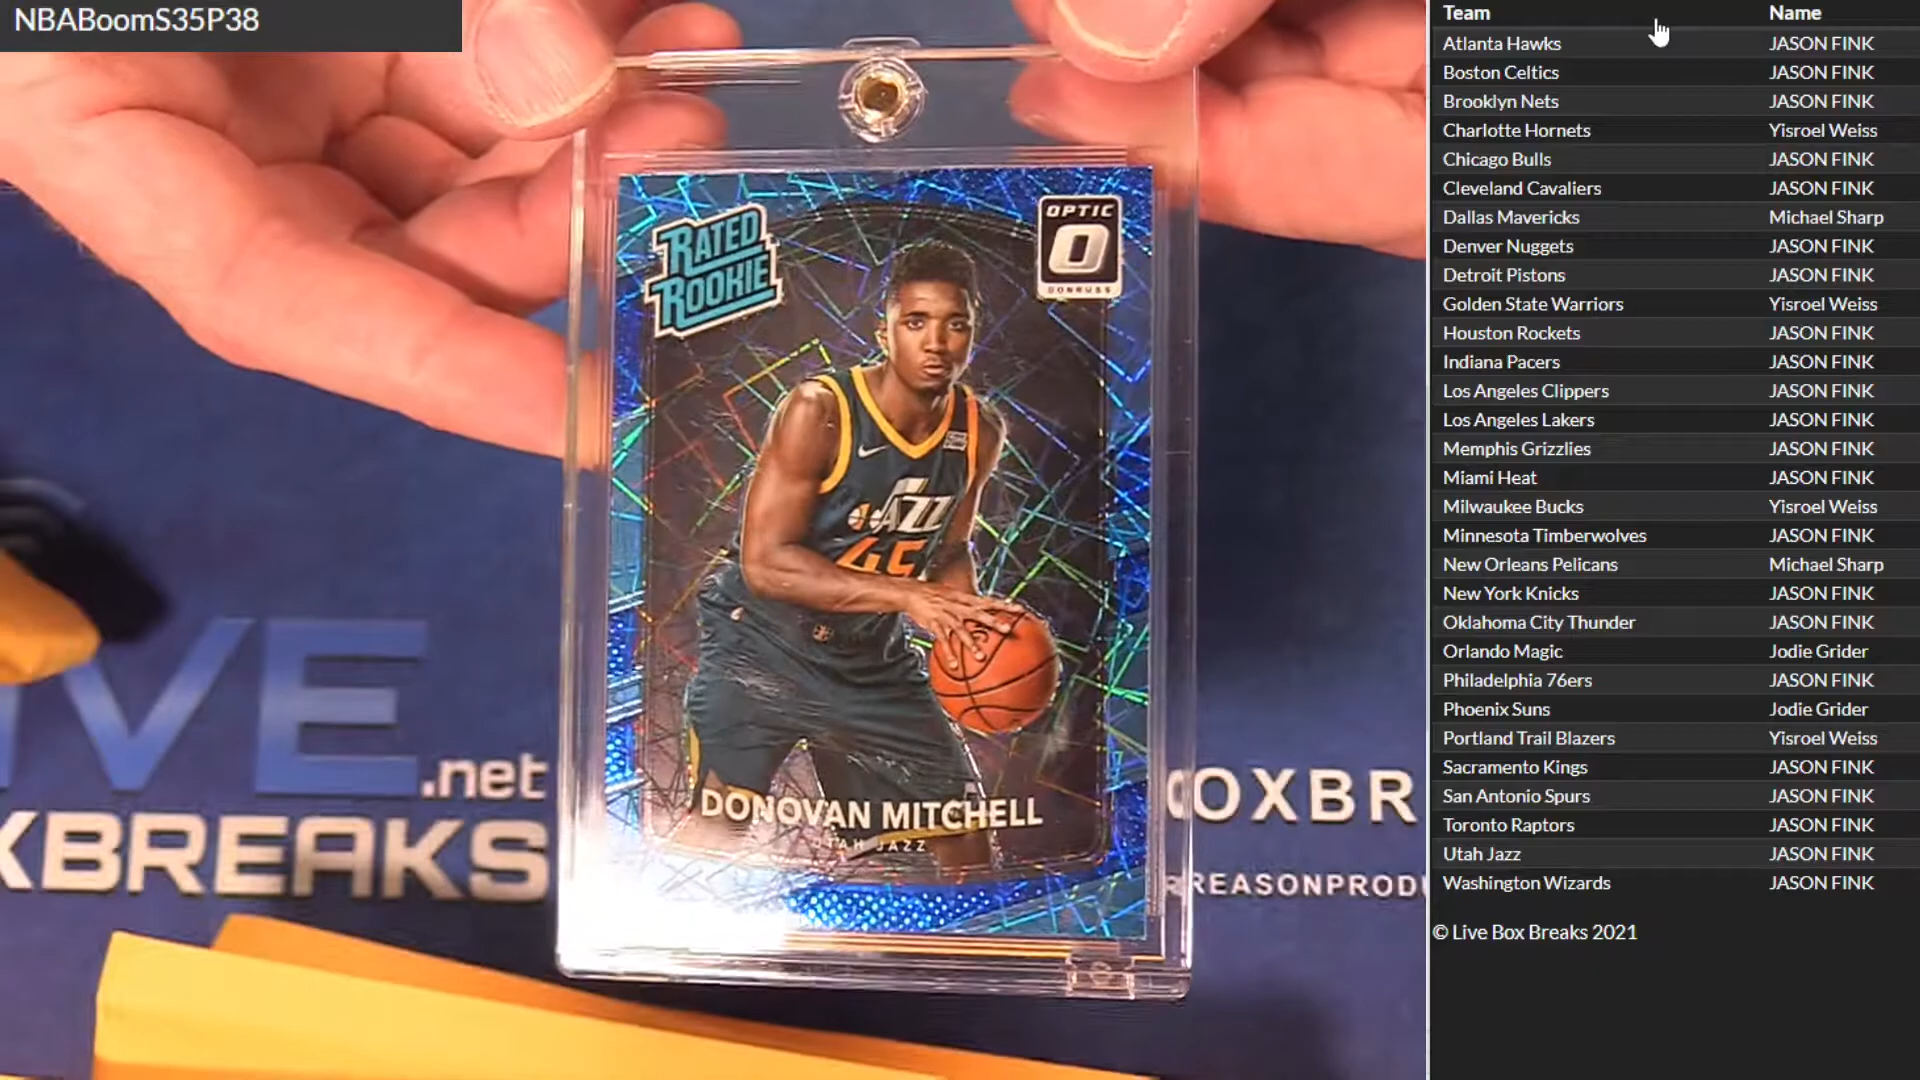 NBABoomS35P38
RATED
ROOKIE
OPTIC
O
DONRUSS
JAZZ
45
DONOVAN MITCHELL
UTAH JAZZ
IVE
.net
XBREAKS
OXBR
REASONPRODU
Team Name
Atlanta Hawks JASON FINK
Boston Celtics JASON FINK
Brooklyn Nets JASON FINK
Charlotte Hornets Yisroel Weiss
Chicago Bulls JASON FINK
Cleveland Cavaliers JASON FINK
Dallas Mavericks Michael Sharp
Denver Nuggets JASON FINK
Detroit Pistons JASON FINK
Golden State Warriors Yisroel Weiss
Houston Rockets JASON FINK
Indiana Pacers JASON FINK
Los Angeles Clippers JASON FINK
Los Angeles Lakers JASON FINK
Memphis Grizzlies JASON FINK
Miami Heat JASON FINK
Milwaukee Bucks Yisroel Weiss
Minnesota Timberwolves JASON FINK
New Orleans Pelicans Michael Sharp
New York Knicks JASON FINK
Oklahoma City Thunder JASON FINK
Orlando Magic Jodie Grider
Philadelphia 76ers JASON FINK
Phoenix Suns Jodie Grider
Portland Trail Blazers Yisroel Weiss
Sacramento Kings JASON FINK
San Antonio Spurs JASON FINK
Toronto Raptors JASON FINK
Utah Jazz JASON FINK
Washington Wizards JASON FINK
© Live Box Breaks 2021